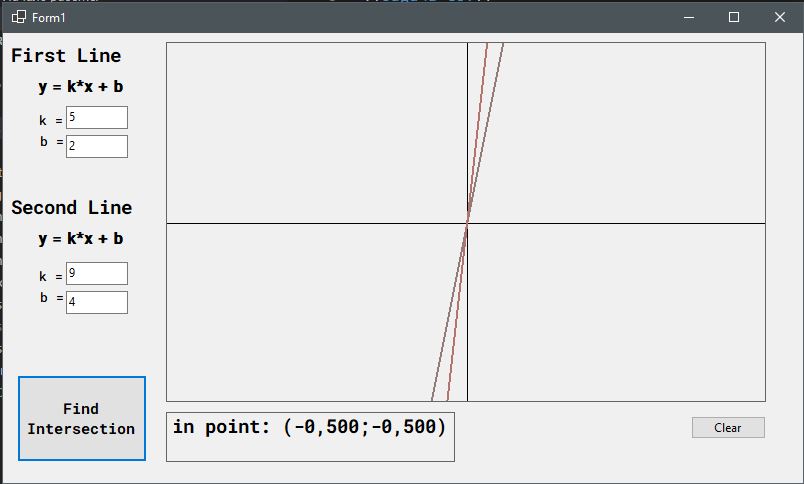 Form1
First Line
y = k*x + b
k = 5
b = 2
Second Line
y = k*x + b
k = 9
b = 4
Find
Intersection
in point: (-0,500;-0,500)
Clear